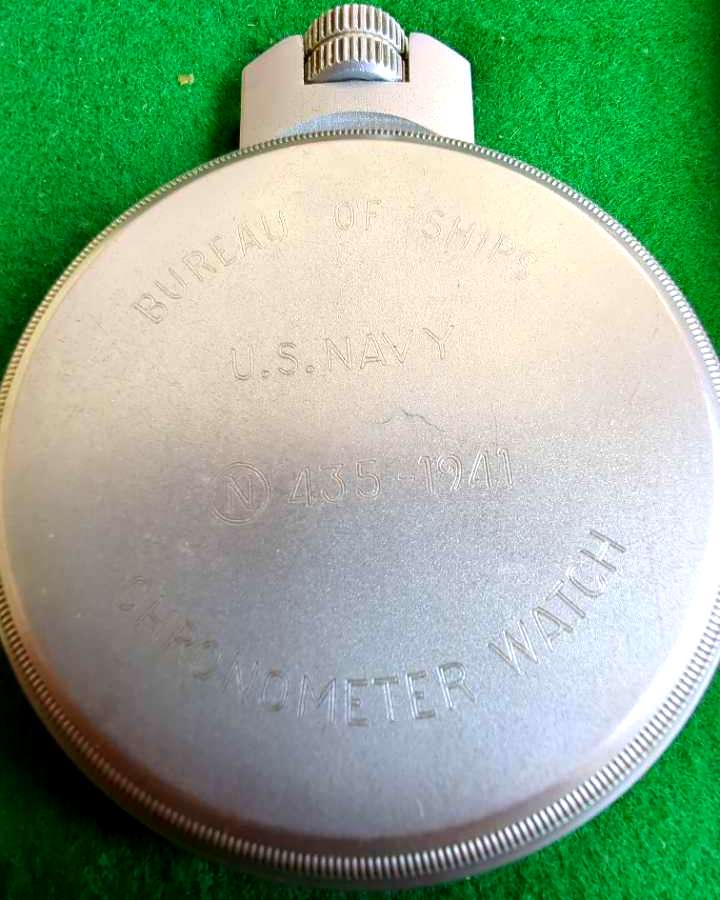 BUREAU OF SHIPS
U.S. NAVY
Ⓝ 435-1941
CHRONOMETER WATCH